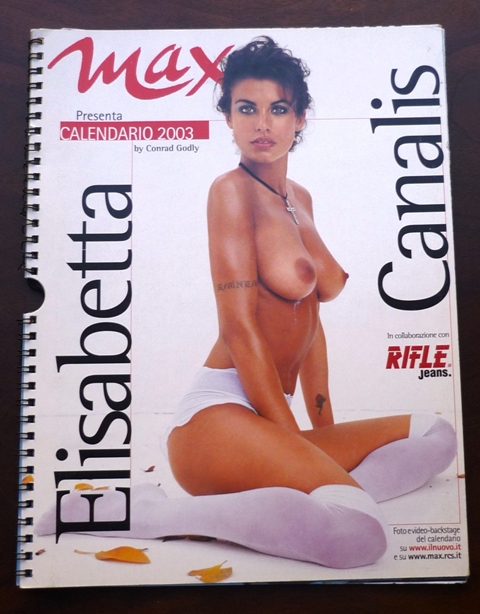 max
Presenta
CALENDARIO 2003
by Conrad Godly
Elisabetta
Canalis
In collaborazione con
RIFLE
jeans.
Foto e video-backstage
del calendario
su www.ilnuovo.it
e su www.max.rcs.it